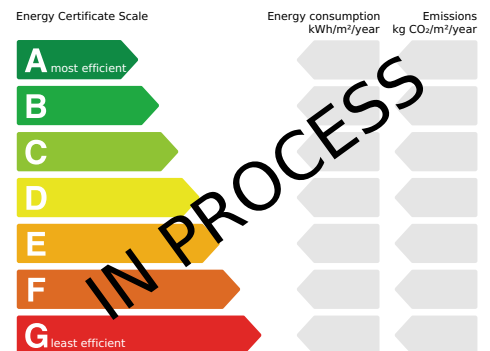 Energy Certificate Scale
Energy consumption
kWh/m²/year
Emissions
kg CO₂/m²/year
A most efficient
B
C
D
E
F
G least efficient
IN PROCESS